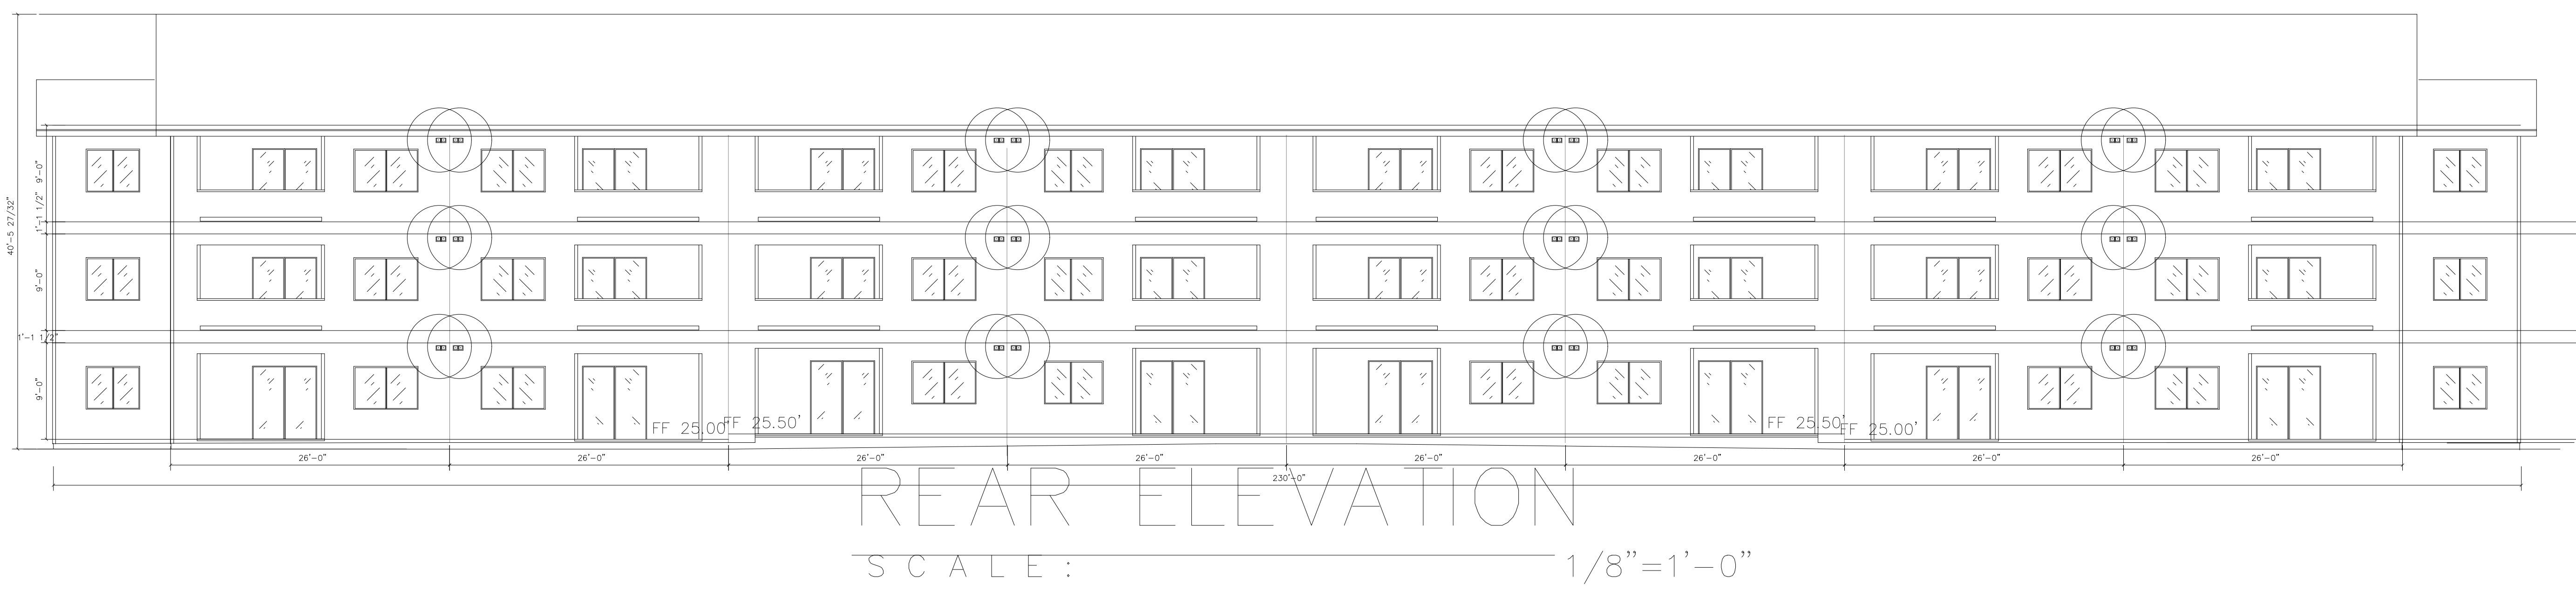 9'-0"
1'-1 1/2"
40'-5 27/32"
9'-0"
1'-1 1/2"
9'-0"
FF 25.00'
FF 25.50'
FF 25.50'
FF 25.00'
26'-0"
26'-0"
26'-0"
26'-0"
26'-0"
26'-0"
26'-0"
26'-0"
230'-0"
REAR ELEVATION
SCALE: 1/8"=1'-0"